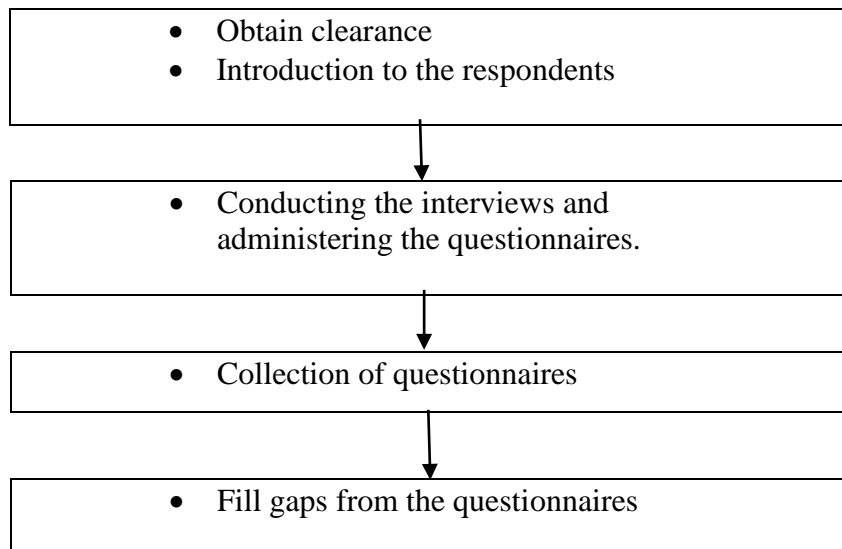 • Obtain clearance
• Introduction to the respondents
• Conducting the interviews and
administering the questionnaires.
• Collection of questionnaires
• Fill gaps from the questionnaires